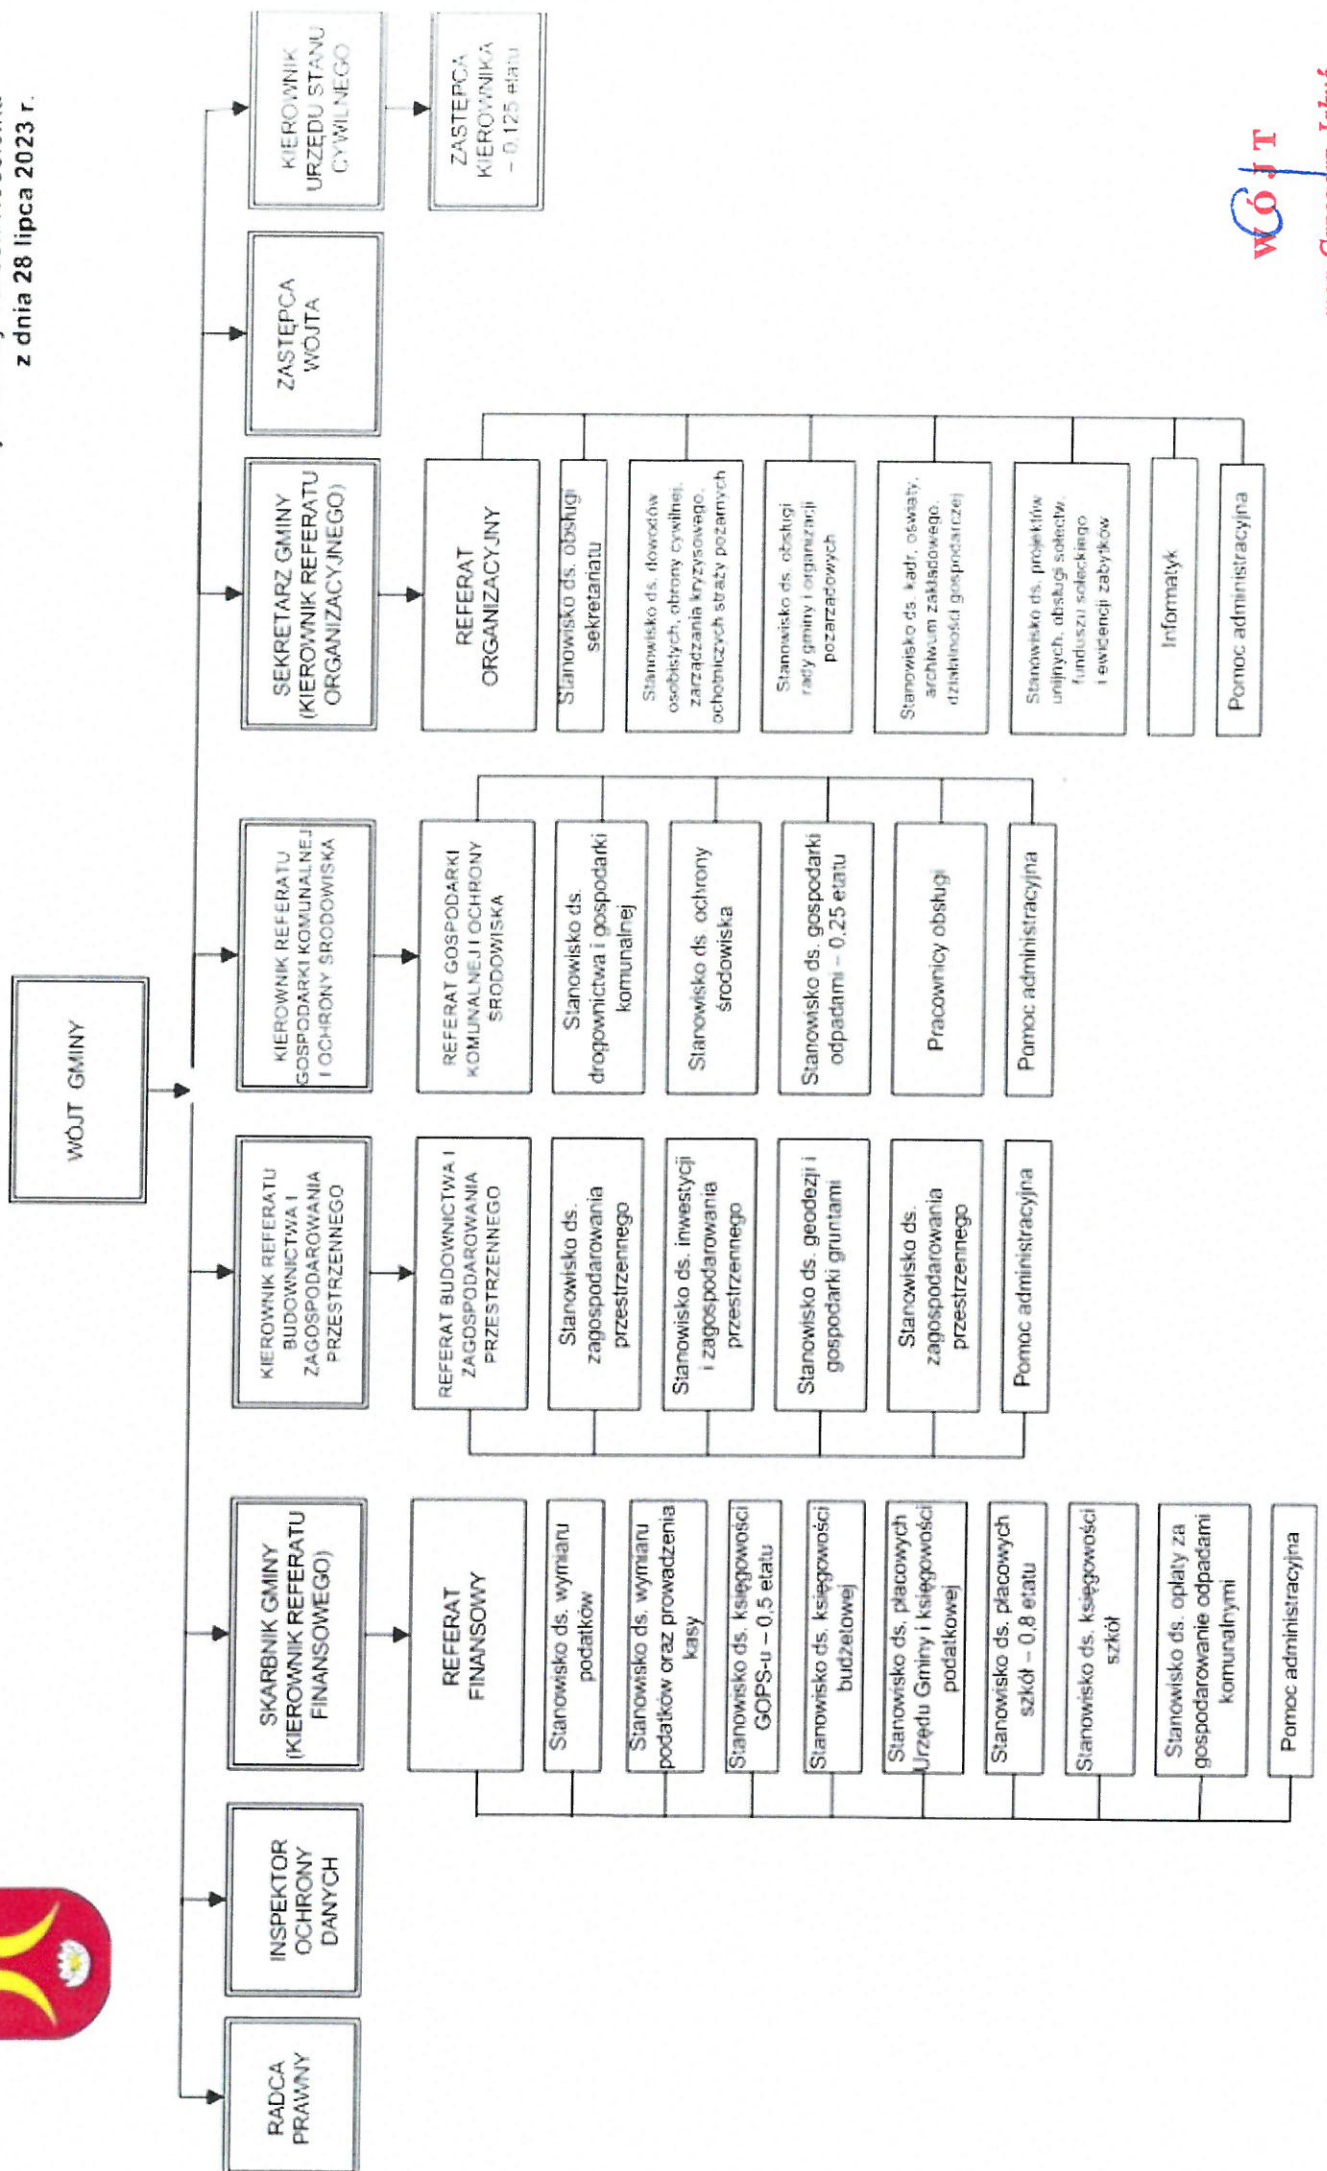 z dnia 28 lipca 2023 r.
WÓJT GMINY
RADCA
PRAWNY
INSPEKTOR
OCHRONY
DANYCH
SKARBNIK GMINY
(KIEROWNIK REFERATU
FINANSOWEGO)
KIEROWNIK REFERATU
BUDOWNICTWA I
ZAGOSPODAROWANIA
PRZESTRZENNEGO
KIEROWNIK REFERATU
GOSPODARKI KOMUNALNEJ
I OCHRONY ŚRODOWISKA
SEKRETARZ GMINY
(KIEROWNIK REFERATU
ORGANIZACYJNEGO)
ZASTĘPCA
WÓJTA
KIEROWNIK
URZĘDU STANU
CYWILNEGO
ZASTĘPCA
KIEROWNIKA
– 0,125 etatu
REFERAT
FINANSOWY
Stanowisko ds. wymiaru
podatków
Stanowisko ds. wymiaru
podatków oraz prowadzenia
kasy
Stanowisko ds. księgowości
GOPS-u – 0,5 etatu
Stanowisko ds. księgowości
budżetowej
Stanowisko ds. płacowych
Urzędu Gminy i księgowości
podatkowej
Stanowisko ds. płacowych
szkół – 0,8 etatu
Stanowisko ds. księgowości
szkół
Stanowisko ds. opłaty za
gospodarowanie odpadami
komunalnymi
Pomoc administracyjna
REFERAT BUDOWNICTWA I
ZAGOSPODAROWANIA
PRZESTRZENNEGO
Stanowisko ds.
zagospodarowania
przestrzennego
Stanowisko ds. inwestycji
i zagospodarowania
przestrzennego
Stanowisko ds. geodezji i
gospodarki gruntami
Stanowisko ds.
zagospodarowania
przestrzennego
Pomoc administracyjna
REFERAT GOSPODARKI
KOMUNALNEJ I OCHRONY
ŚRODOWISKA
Stanowisko ds.
drogownictwa i gospodarki
komunalnej
Stanowisko ds. ochrony
środowiska
Stanowisko ds. gospodarki
odpadami – 0,25 etatu
Pracownicy obsługi
Pomoc administracyjna
REFERAT
ORGANIZACYJNY
Stanowisko ds. obsługi
sekretariatu
Stanowisko ds. dowodów
osobistych, obrony cywilnej,
zarządzania kryzysowego,
ochotniczych straży pożarnych
Stanowisko ds. obsługi
rady gminy i organizacji
pozarządowych
Stanowisko ds. kadr, oświaty,
archiwum zakładowego,
działalności gospodarczej
Stanowisko ds. projektów
unijnych, obsługi sołectw,
funduszu sołeckiego
i ewidencji zabytków
Informatyk
Pomoc administracyjna
WÓJT